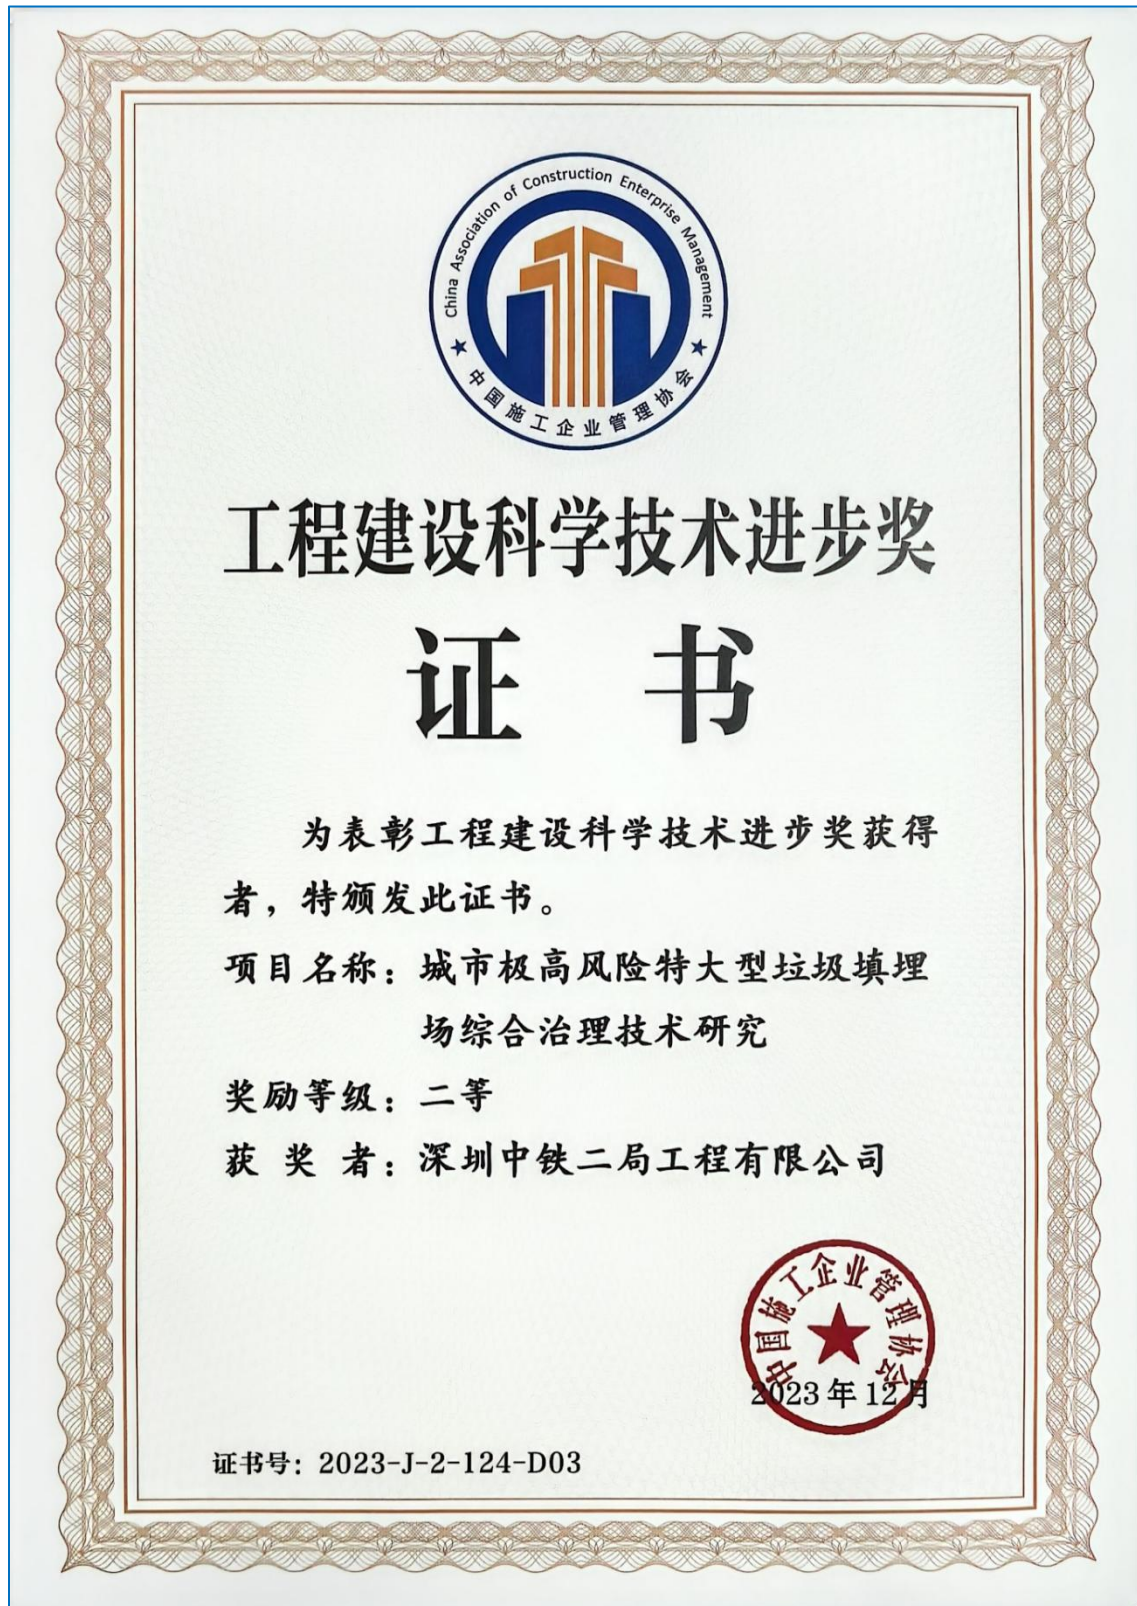 China Association of Construction Enterprise Management
★ 中国施工企业管理协会 ★
工程建设科学技术进步奖
证 书
为表彰工程建设科学技术进步奖获得
者，特颁发此证书。
项目名称：城市极高风险特大型垃圾填埋
场综合治理技术研究
奖励等级：二等
获 奖 者：深圳中铁二局工程有限公司
中国施工企业管理协会
2023年12月
证书号：2023-J-2-124-D03